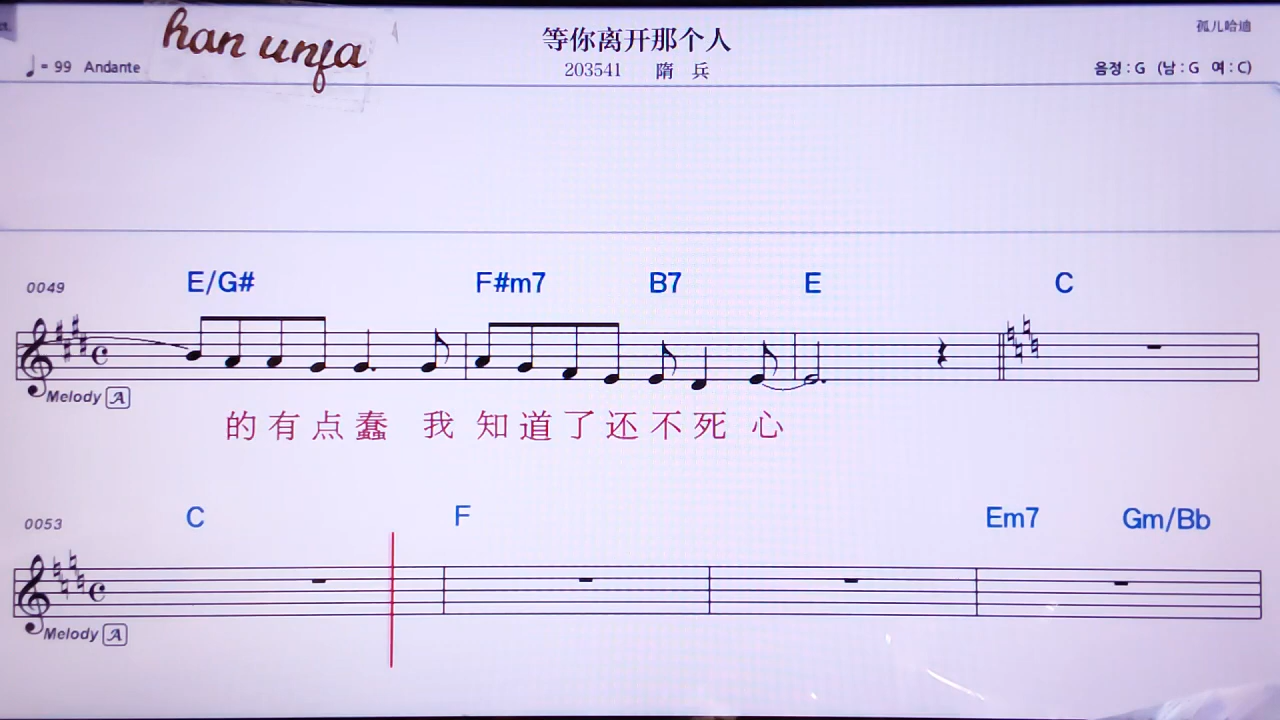 han unfa
等你离开那个人
孤儿哈迪
♩= 99 Andante
203541 隋 兵
음정 : G (남 : G 여 : C)
0049 E/G# F#m7 B7 E C
Melody A
的有点蠢 我 知道了还不死 心
0053 C F Em7 Gm/Bb
Melody A